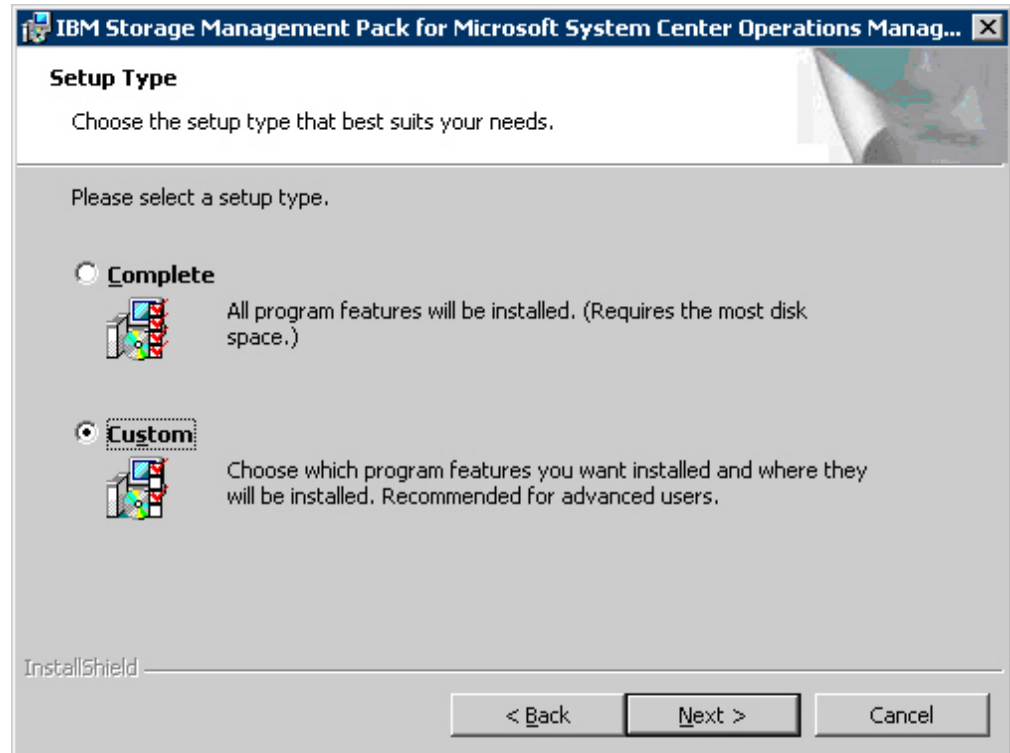 IBM Storage Management Pack for Microsoft System Center Operations Manag...
Setup Type
Choose the setup type that best suits your needs.
Please select a setup type.
Complete
All program features will be installed. (Requires the most disk
space.)
Custom
Choose which program features you want installed and where they
will be installed. Recommended for advanced users.
InstallShield
< Back
Next >
Cancel